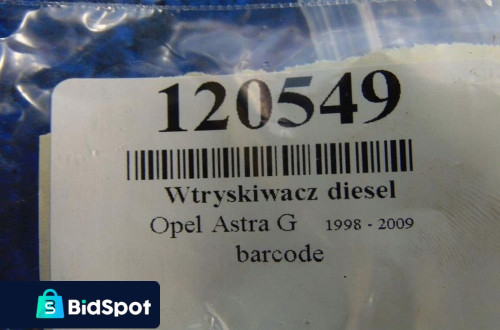 120549
Wtryskiwacz diesel
Opel Astra G 1998 - 2009
barcode
S BidSpot